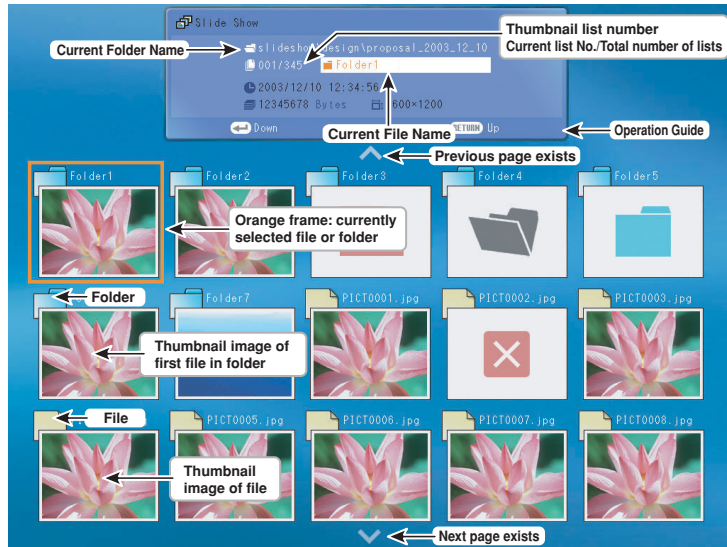 Slide Show
Thumbnail list number
Current list No./Total number of lists
Current Folder Name
slidesho design\proposal_2003_12_10
001/345
Folder1
2003/12/10 12:34:56
12345678 Bytes
600×1200
Down
Current File Name
RETURN Up
Operation Guide
Previous page exists
Folder1
Folder2
Folder3
Folder4
Folder5
Orange frame: currently
selected file or folder
Folder
Folder7
PICT0001.jpg
PICT0002.jpg
PICT0003.jpg
Thumbnail image of
first file in folder
File
PICT0005.jpg
PICT0006.jpg
PICT0007.jpg
PICT0008.jpg
Thumbnail
image of file
Next page exists